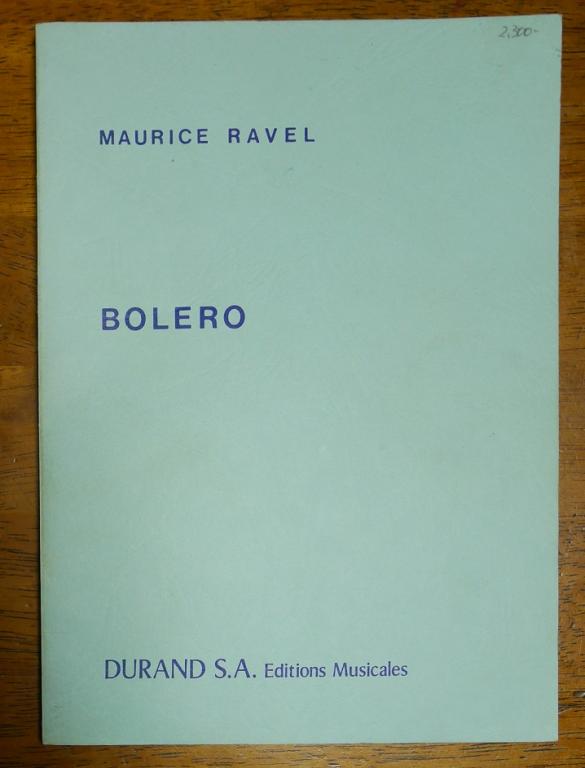 2,300-
MAURICE RAVEL
BOLERO
DURAND S.A. Editions Musicales